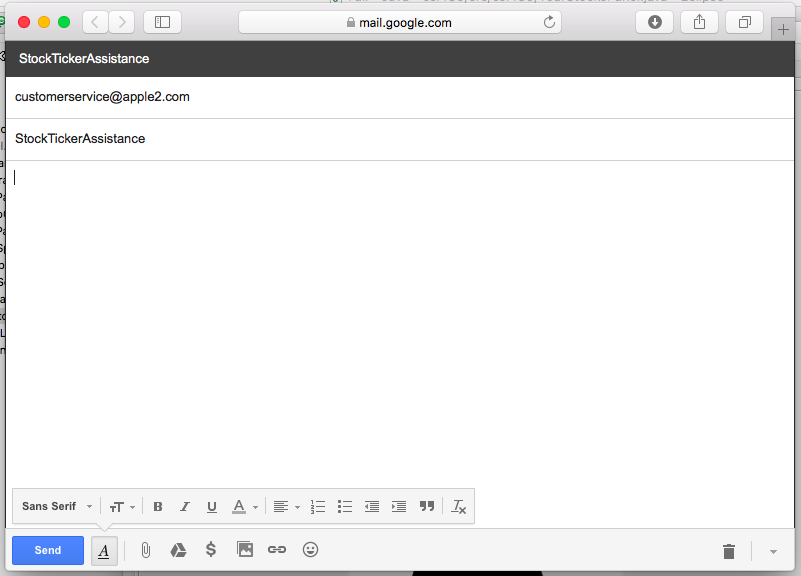 mail.google.com
StockTickerAssistance
customerservice@apple2.com
StockTickerAssistance
Sans Serif
Send